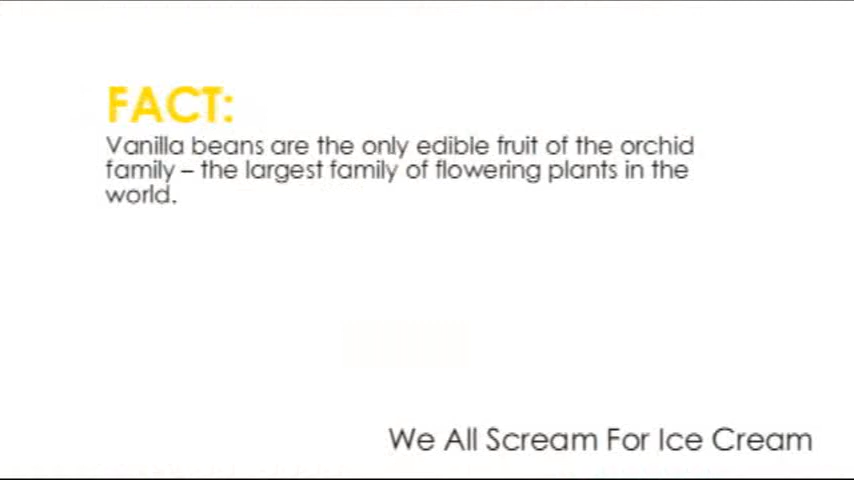 FACT:
Vanilla beans are the only edible fruit of the orchid
family – the largest family of flowering plants in the
world.
We All Scream For Ice Cream